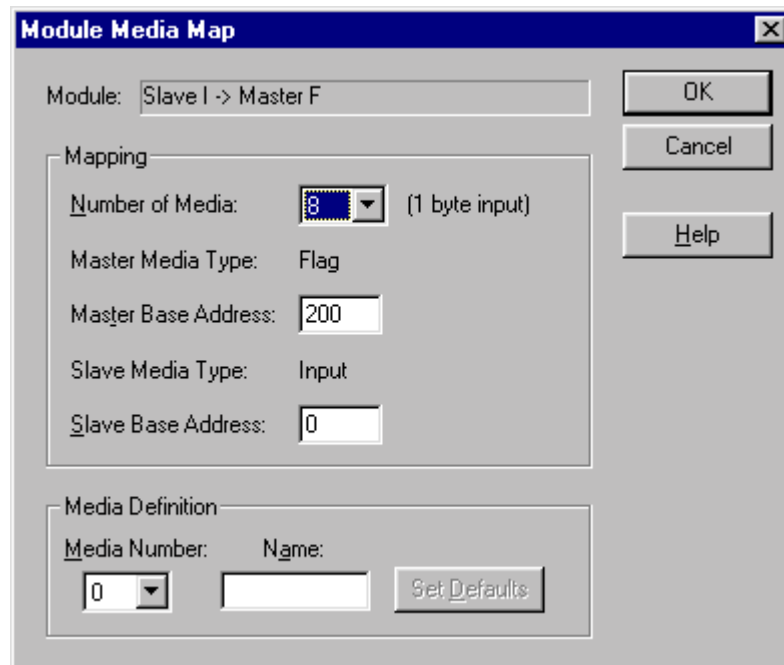 Module Media Map
Module: Slave I -> Master F
OK
Cancel
Help
Mapping
Number of Media: 8 (1 byte input)
Master Media Type: Flag
Master Base Address: 200
Slave Media Type: Input
Slave Base Address: 0
Media Definition
Media Number: Name:
0 Set Defaults